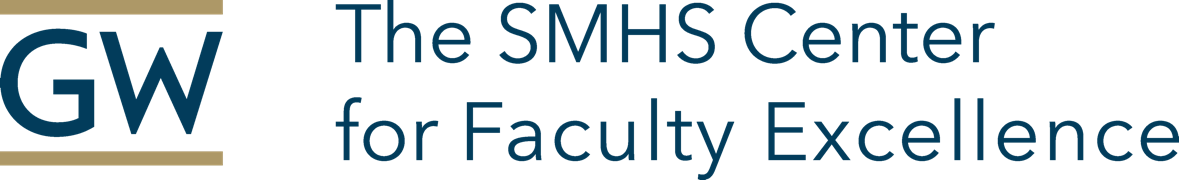 GW
The SMHS Center
for Faculty Excellence